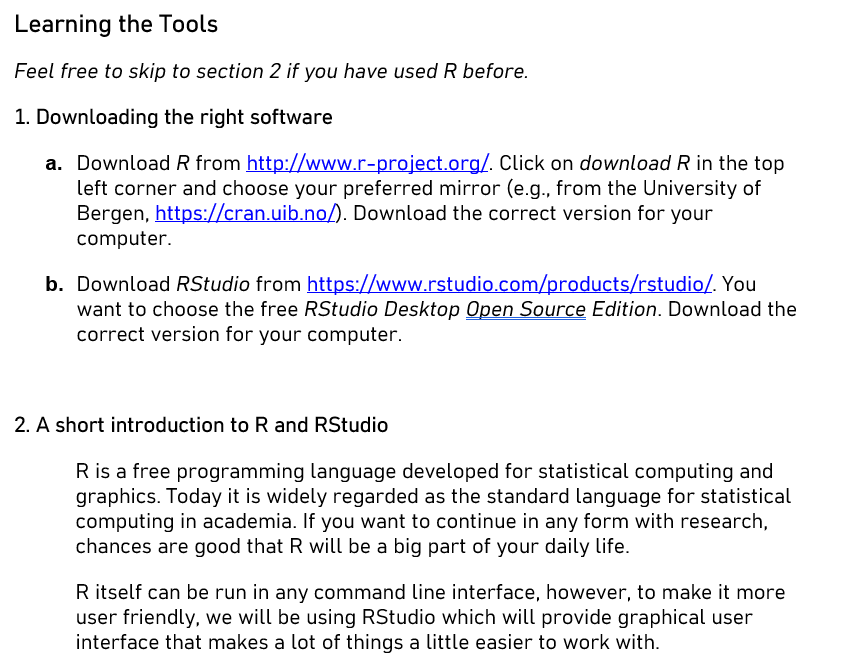 Learning the Tools
Feel free to skip to section 2 if you have used R before.
1. Downloading the right software
a. Download R from http://www.r-project.org/. Click on download R in the top
left corner and choose your preferred mirror (e.g., from the University of
Bergen, https://cran.uib.no/). Download the correct version for your
computer.
b. Download RStudio from https://www.rstudio.com/products/rstudio/. You
want to choose the free RStudio Desktop Open Source Edition. Download the
correct version for your computer.
2. A short introduction to R and RStudio
R is a free programming language developed for statistical computing and
graphics. Today it is widely regarded as the standard language for statistical
computing in academia. If you want to continue in any form with research,
chances are good that R will be a big part of your daily life.
R itself can be run in any command line interface, however, to make it more
user friendly, we will be using RStudio which will provide graphical user
interface that makes a lot of things a little easier to work with.